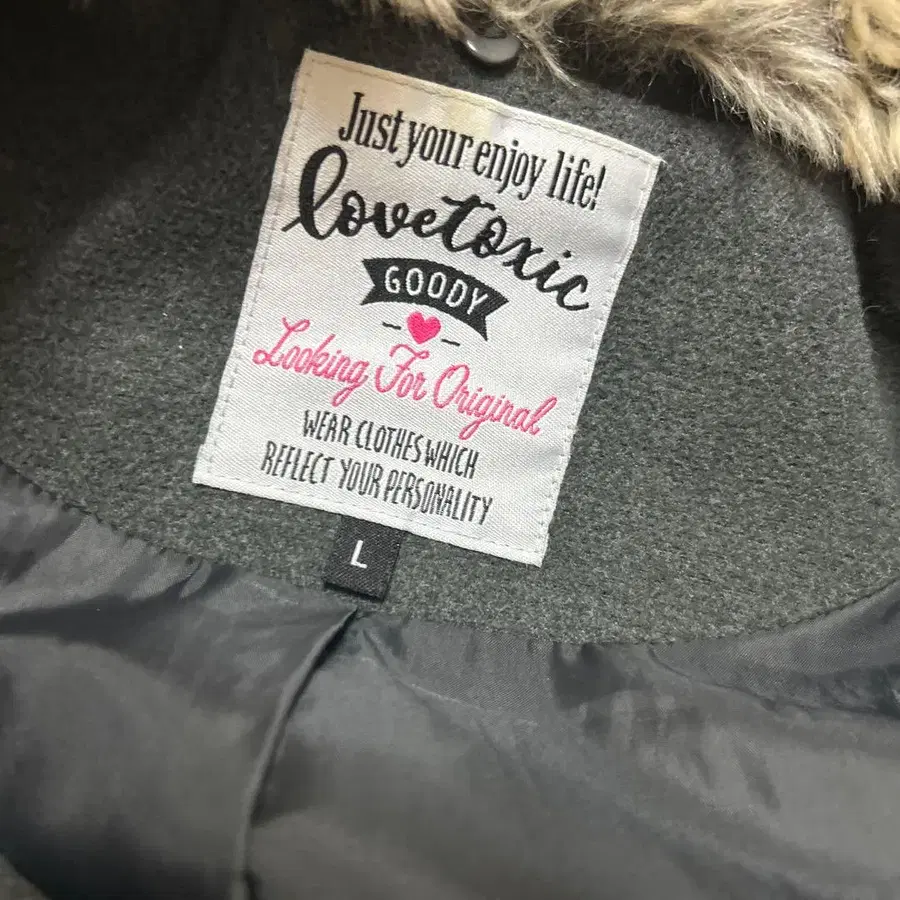 Just your enjoy life!
lovetoxic
GOODY
Looking For Original
WEAR CLOTHES WHICH
REFLECT YOUR PERSONALITY
L